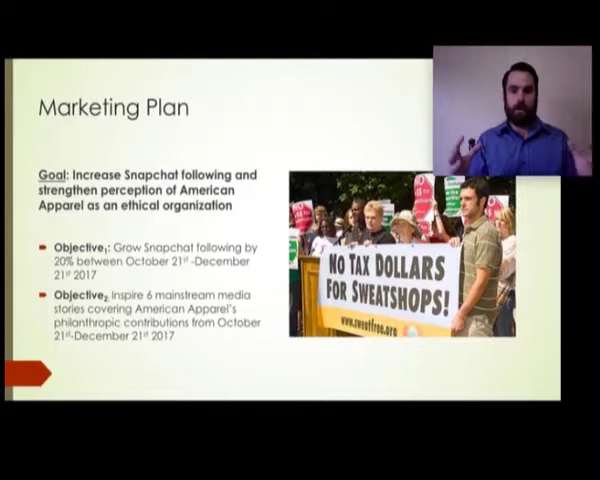 Marketing Plan
Goal: Increase Snapchat following and
strengthen perception of American
Apparel as an ethical organization
Objective1: Grow Snapchat following by
20% between October 21st -December
21st 2017
Objective2: Inspire 6 mainstream media
stories covering American Apparel's
philanthropic contributions from October
21st-December 21st 2017
NO TAX DOLLARS
FOR SWEATSHOPS!
www.sweatfree.org